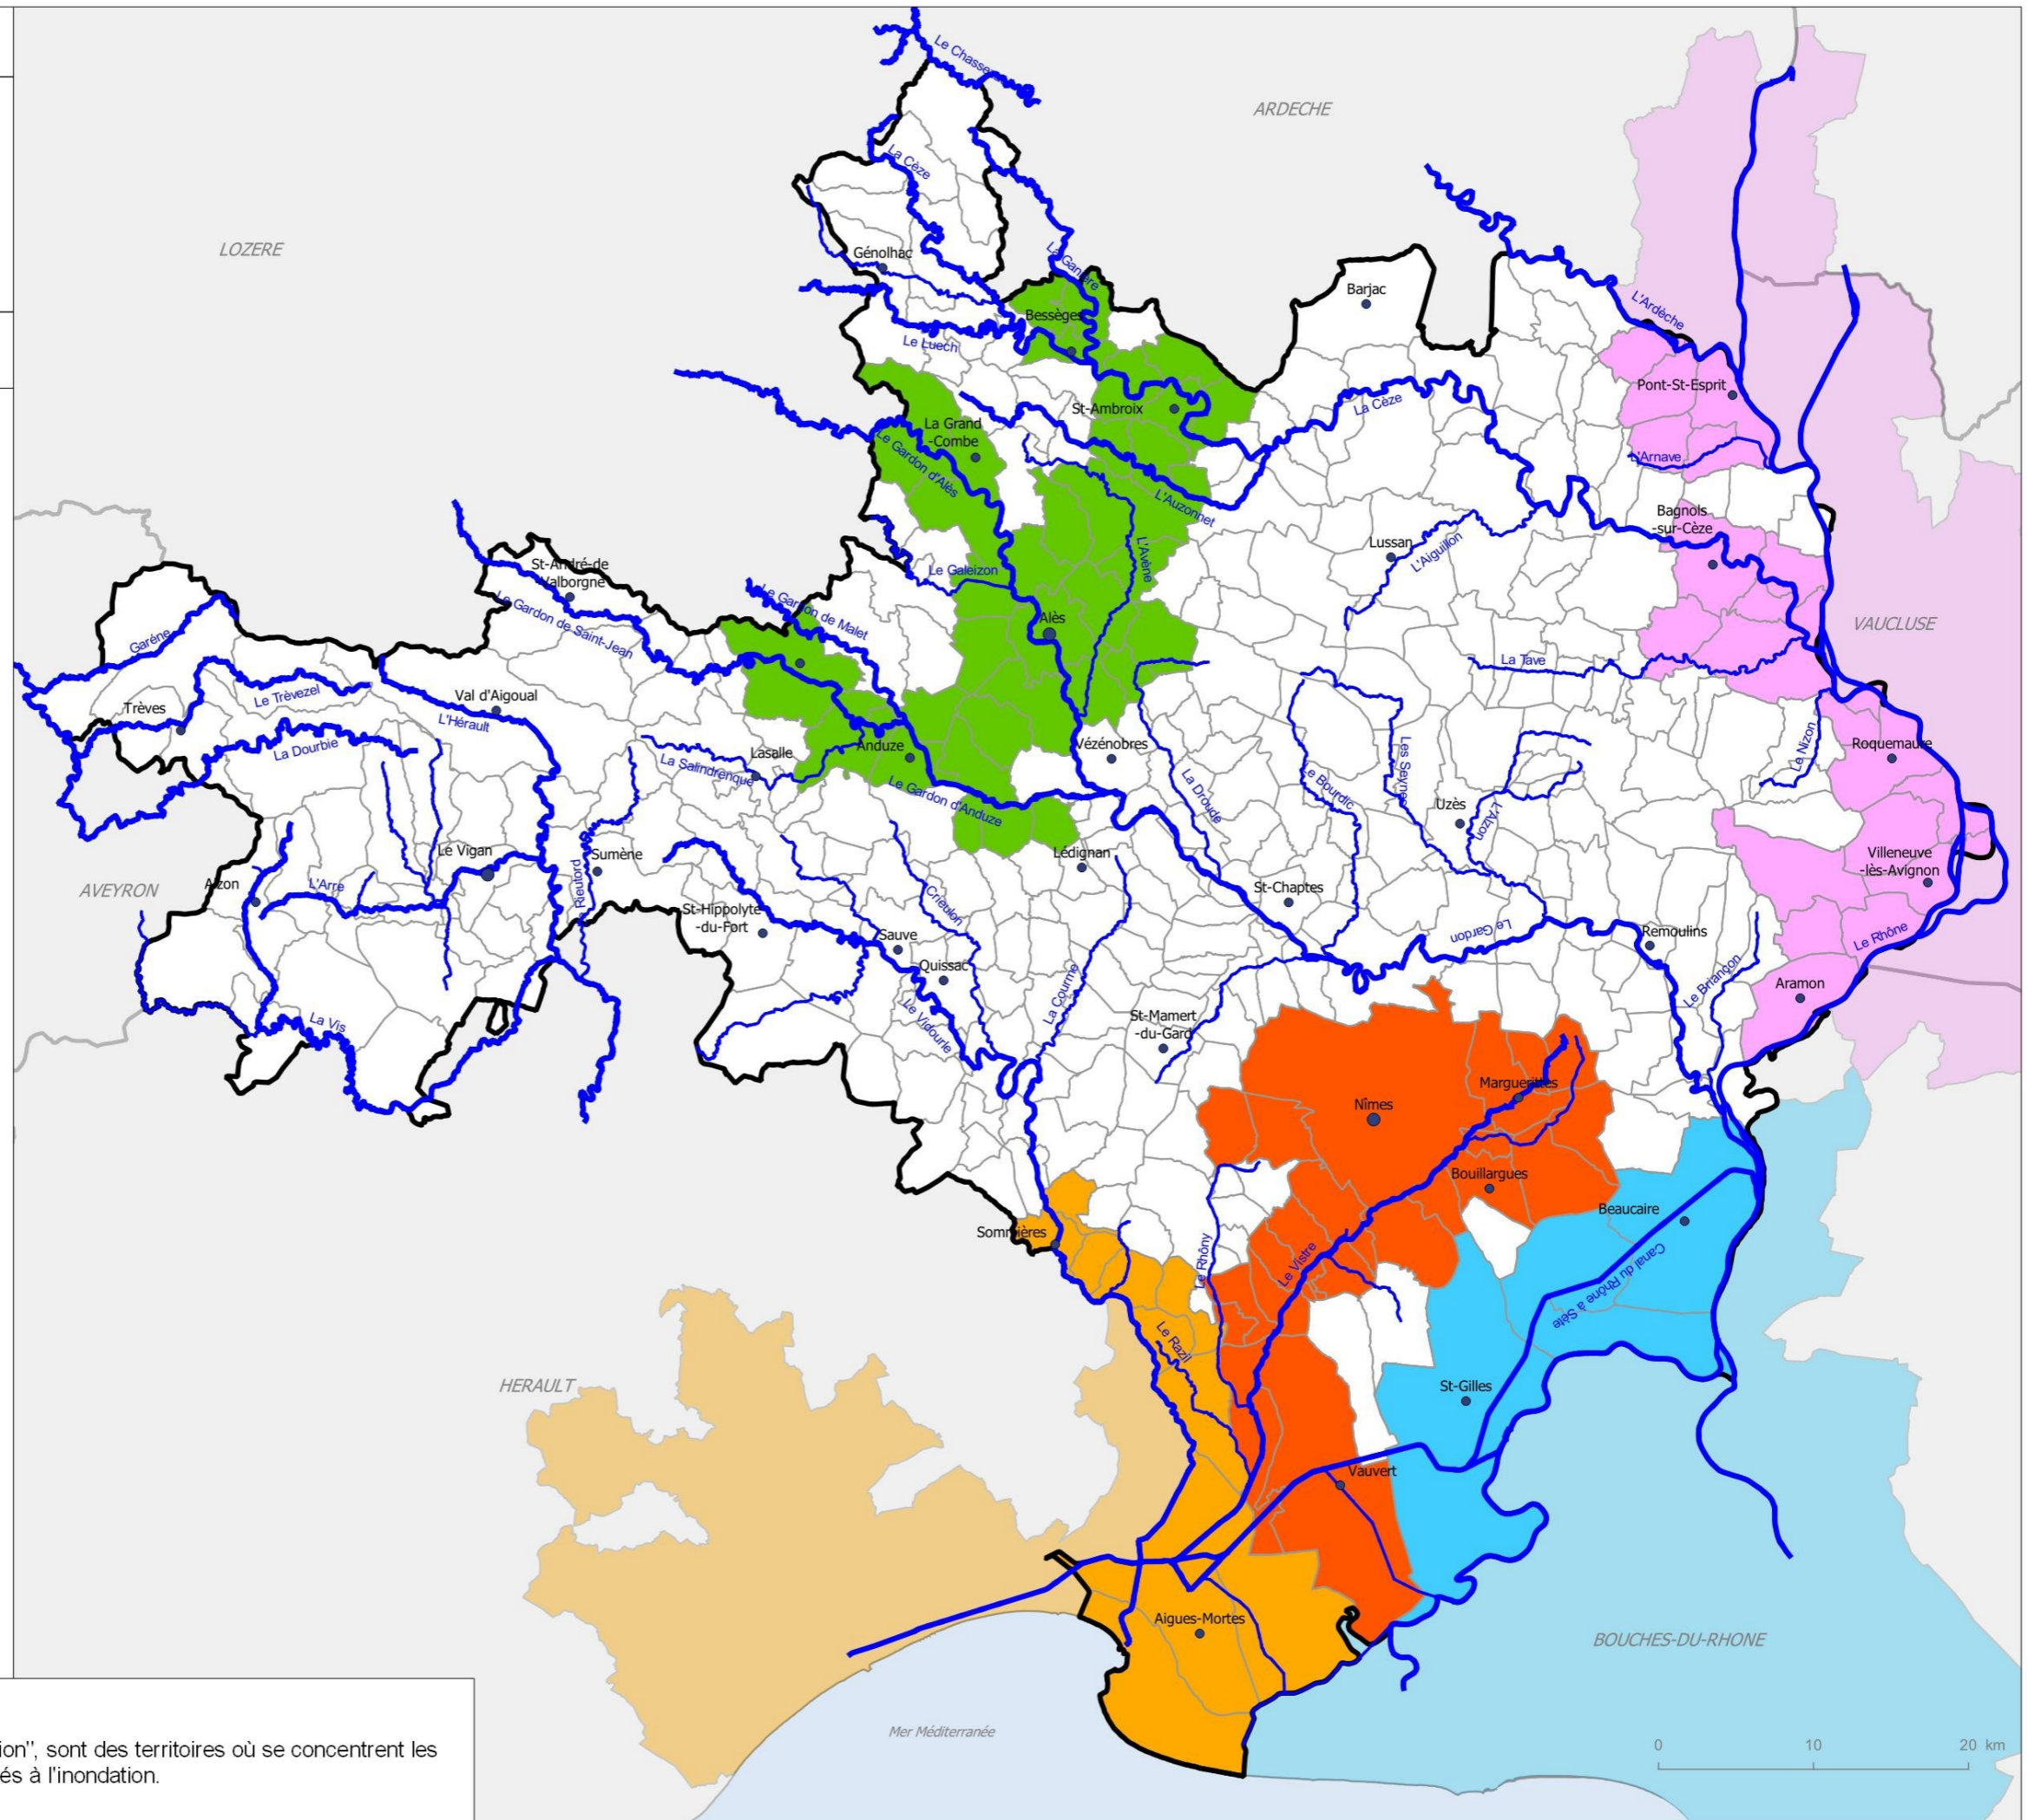 Le Chassezac
ARDECHE
La Cèze
LOZERE
Génolhac
La Ganière
Barjac
L'Ardèche
Bessèges
Le Luech
Pont-St-Esprit
La Cèze
St-Ambroix
La Grand
-Combe
Le Gardon d'Alès
L'Arnave
L'Auzonnet
Bagnols
-sur-Cèze
Lussan
L'Aiguillon
L'Avène
St-André-de
-Valborgne
Le Galeizon
Le Gardon de Saint-Jean
Le Gardon de Malet
Alès
VAUCLUSE
Garéne
La Tave
Le Trèvezel
Val d'Aigoual
Trèves
L'Hérault
La Dourbie
Lasalle
Anduze
Vézénobres
La Salindrenque
Le Gardon d'Anduze
La Droude
Le Bourdic
Les Seynes
Le Nizon
Roquemaure
Uzès
L'Alzon
Le Vigan
Sumène
Lédignan
Villeneuve
-lès-Avignon
AVEYRON
Alzon
L'Arre
Le Rieutord
Crieulon
St-Chaptes
St-Hippolyte
-du-Fort
Sauve
Le Gardon
Remoulins
Le Rhône
Quissac
La Courme
Le Briançon
Aramon
La Vis
Le Vidourle
St-Mamert
-du-Gard
Marguerittes
Nîmes
Bouillargues
Beaucaire
Sommières
Le Rhôny
Le Vistre
Canal du Rhône à Sète
Le Razil
HERAULT
St-Gilles
Vauvert
Aigues-Mortes
BOUCHES-DU-RHONE
Mer Méditerranée
0 10 20 km
ion", sont des territoires où se concentrent les
és à l'inondation.